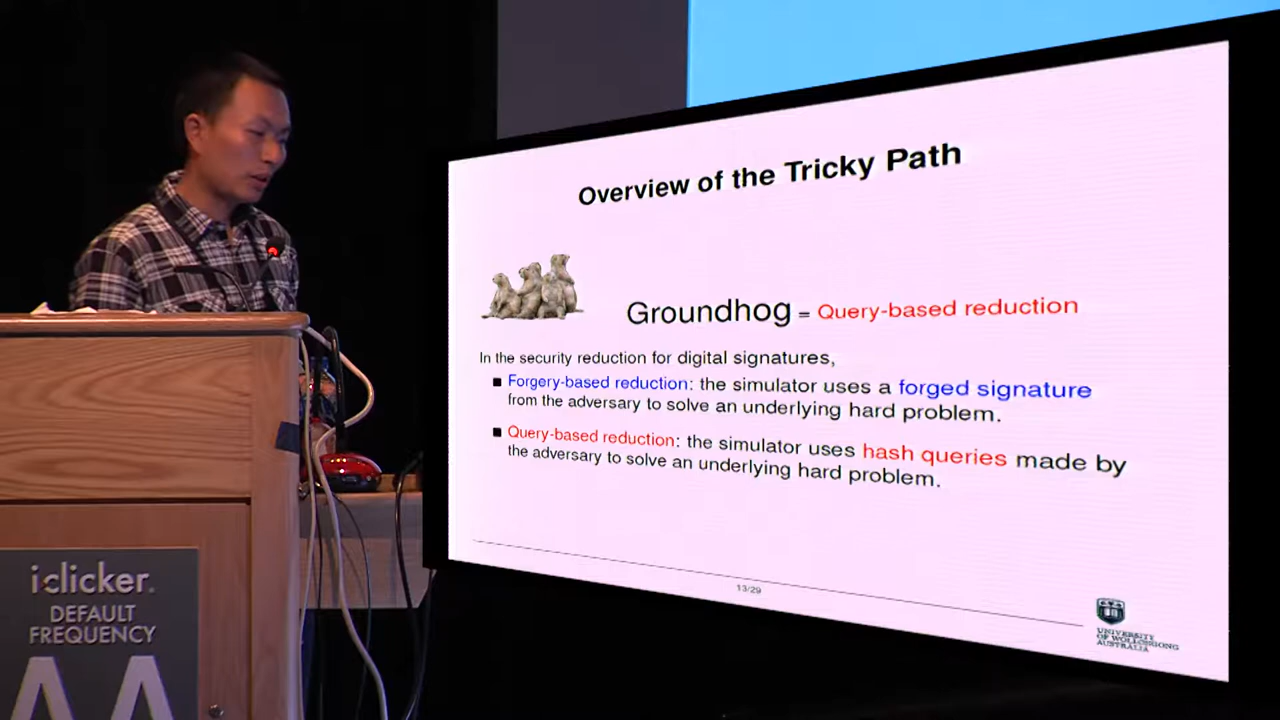 Overview of the Tricky Path
Groundhog = Query-based reduction
In the security reduction for digital signatures,
■ Forgery-based reduction: the simulator uses a forged signature
from the adversary to solve an underlying hard problem.
■ Query-based reduction: the simulator uses hash queries made by
the adversary to solve an underlying hard problem.
13/29
UNIVERSITY
OF WOLLONGONG
AUSTRALIA
iclicker.
DEFAULT
FREQUENCY
AA